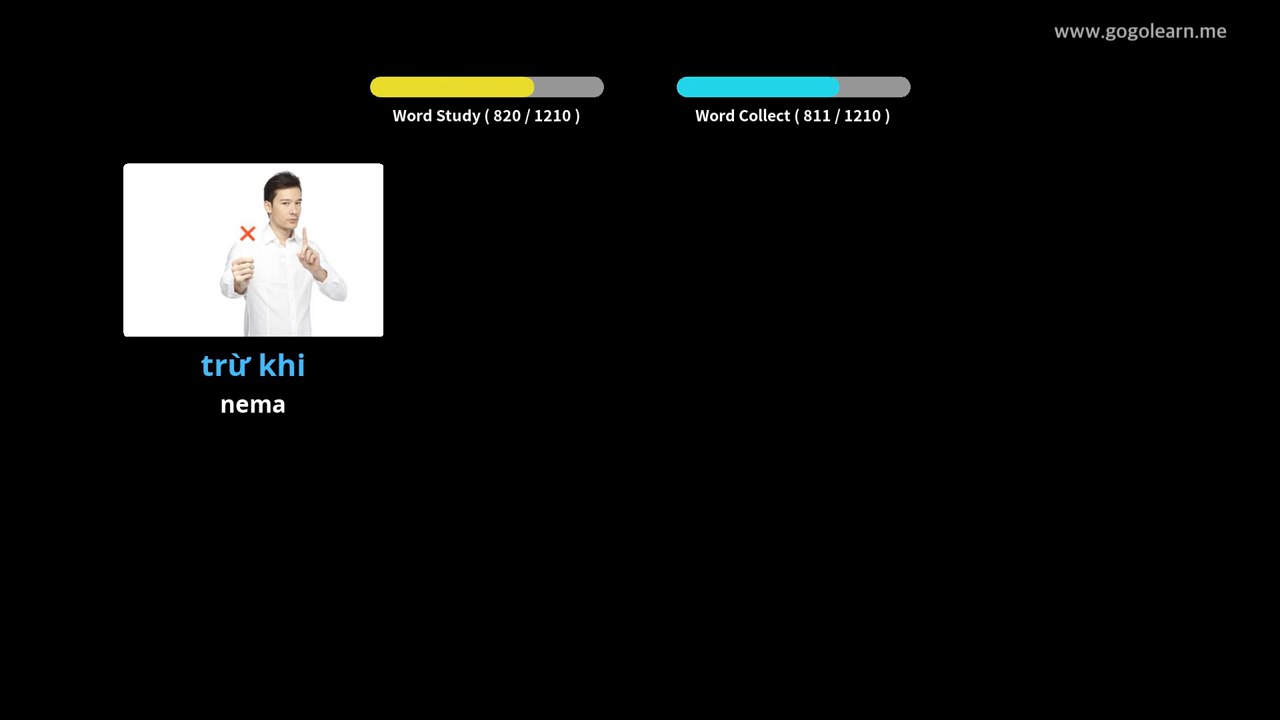 www.gogolearn.me
Word Study ( 820 / 1210 )
Word Collect ( 811 / 1210 )
trừ khi
nema